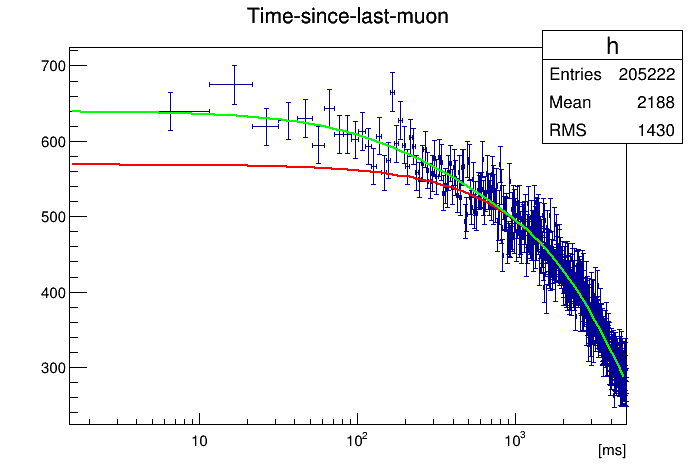 Time-since-last-muon
h
Entries 205222
Mean 2188
RMS 1430
700
600
500
400
300
10
10²
10³
[ms]